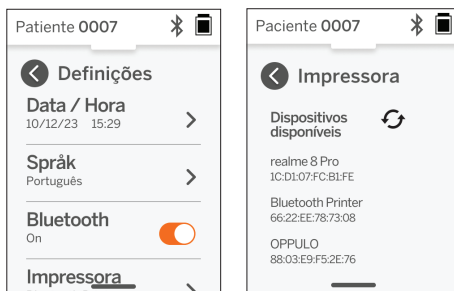 Patiente 0007
Definições
Data / Hora
10/12/23 15:29
Språk
Português
Bluetooth
On
Impressora
Paciente 0007
Impressora
Dispositivos
disponíveis
realme 8 Pro
1C:D1:07:FC:B1:FE
Bluetooth Printer
66:22:EE:78:73:08
OPPULO
88:03:E9:F5:2E:76